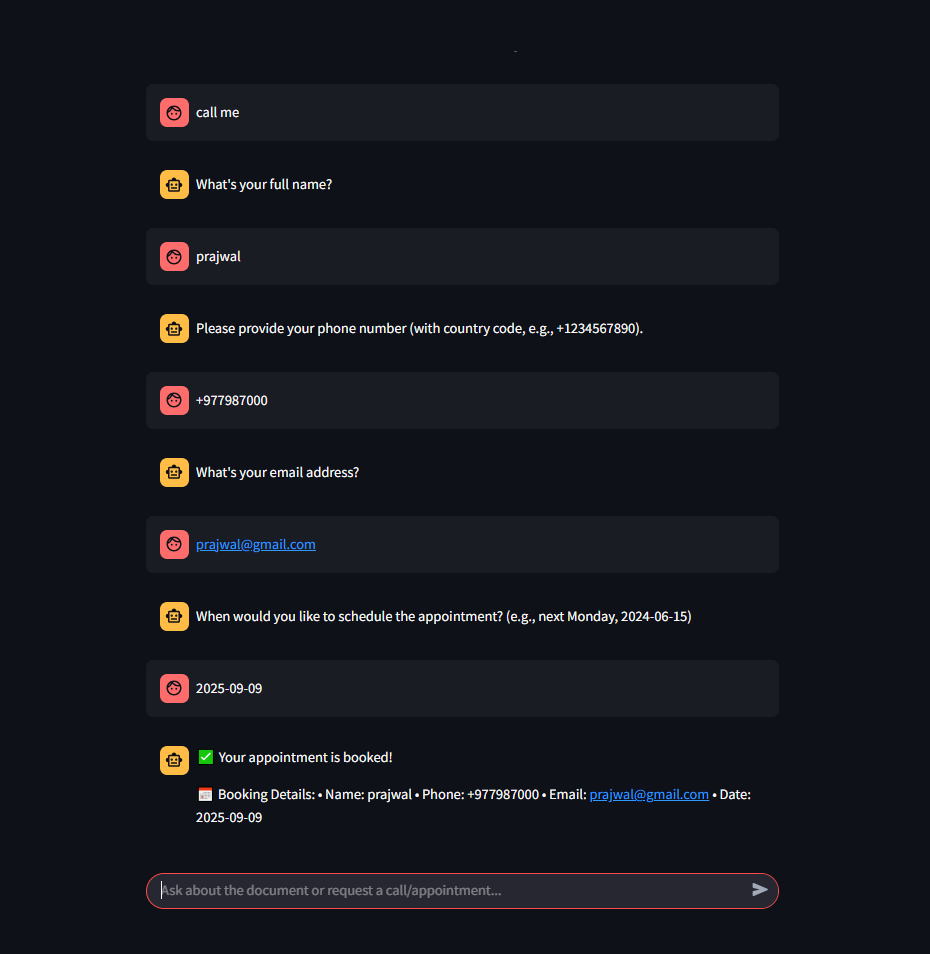 call me
What's your full name?
prajwal
Please provide your phone number (with country code, e.g., +1234567890).
+977987000
What's your email address?
prajwal@gmail.com
When would you like to schedule the appointment? (e.g., next Monday, 2024-06-15)
2025-09-09
✅ Your appointment is booked!
📅 Booking Details: • Name: prajwal • Phone: +977987000 • Email: prajwal@gmail.com • Date:
2025-09-09
Ask about the document or request a call/appointment...